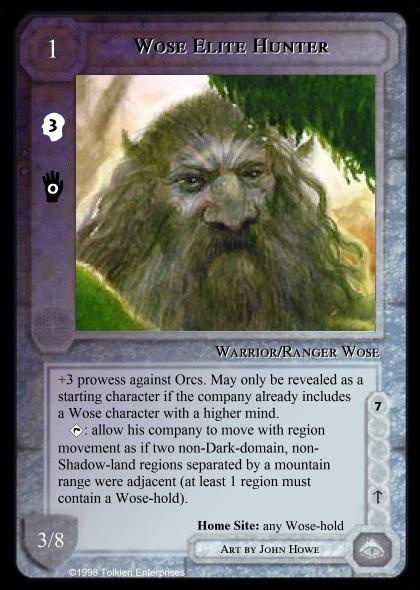 1
WOSE ELITE HUNTER
3
0
WARRIOR/RANGER WOSE
+3 prowess against Orcs. May only be revealed as a
starting character if the company already includes
a Wose character with a higher mind.
: allow his company to move with region
movement as if two non-Dark-domain, non-
Shadow-land regions separated by a mountain
range were adjacent (at least 1 region must
contain a Wose-hold).
7
Home Site: any Wose-hold
3/8
ART BY JOHN HOWE
©1998 Tolkien Enterprises